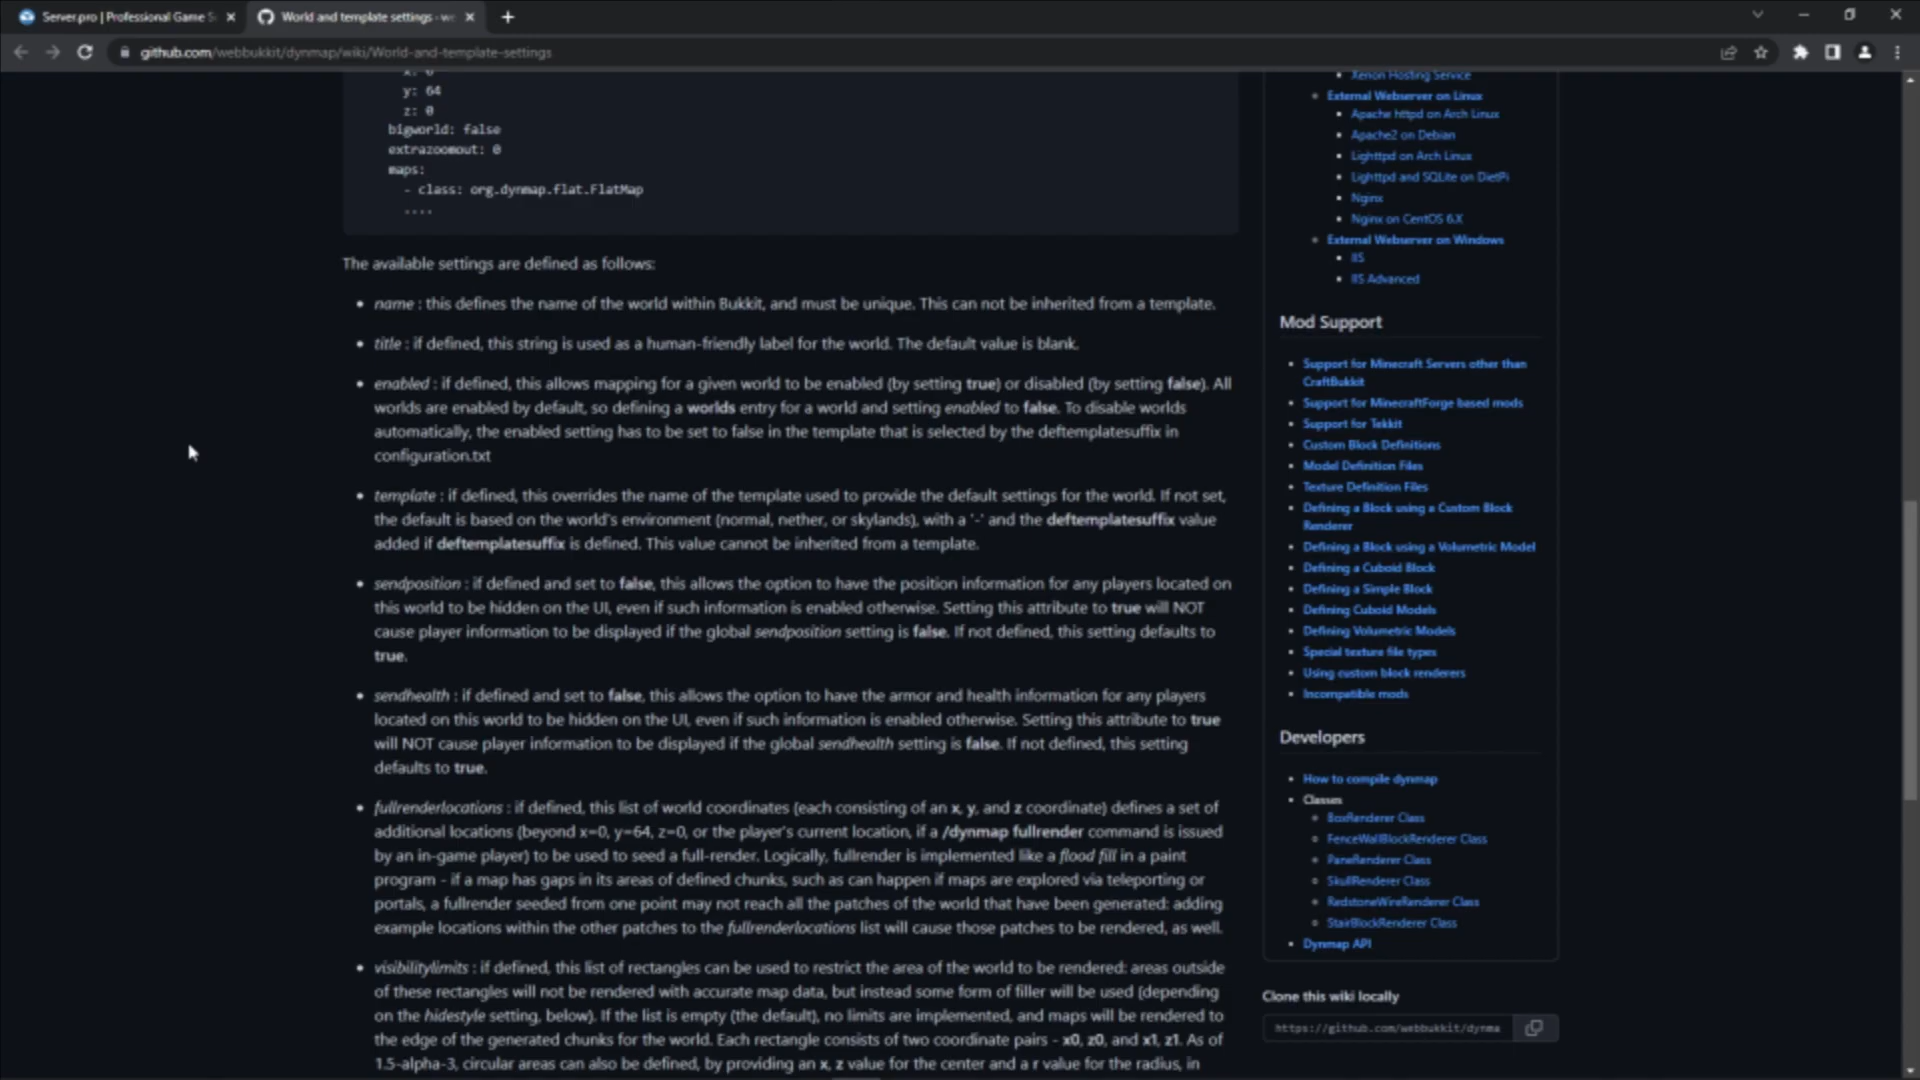 Server.pro | Professional Game S
World and template settings · we
github.com/webbukkit/dynmap/wiki/World-and-template-settings
y: 64
z: 0
bigworld: false
extrazoomout: 0
maps:
- class: org.dynmap.flat.FlatMap
....
The available settings are defined as follows:
• name : this defines the name of the world within Bukkit, and must be unique. This can not be inherited from a template.
• title : if defined, this string is used as a human-friendly label for the world. The default value is blank.
• enabled : if defined, this allows mapping for a given world to be enabled (by setting true) or disabled (by setting false). All
worlds are enabled by default, so defining a worlds entry for a world and setting enabled to false. To disable worlds
automatically, the enabled setting has to be set to false in the template that is selected by the deftemplatesuffix in
configuration.txt
• template : if defined, this overrides the name of the template used to provide the default settings for the world. If not set,
the default is based on the world's environment (normal, nether, or skylands), with a '-' and the deftemplatesuffix value
added if deftemplatesuffix is defined. This value cannot be inherited from a template.
• sendposition : if defined and set to false, this allows the option to have the position information for any players located on
this world to be hidden on the UI, even if such information is enabled otherwise. Setting this attribute to true will NOT
cause player information to be displayed if the global sendposition setting is false. If not defined, this setting defaults to
true.
• sendhealth : if defined and set to false, this allows the option to have the armor and health information for any players
located on this world to be hidden on the UI, even if such information is enabled otherwise. Setting this attribute to true
will NOT cause player information to be displayed if the global sendhealth setting is false. If not defined, this setting
defaults to true.
• fullrenderlocations : if defined, this list of world coordinates (each consisting of an x, y, and z coordinate) defines a set of
additional locations (beyond x=0, y=64, z=0, or the player's current location, if a /dynmap fullrender command is issued
by an in-game player) to be used to seed a full-render. Logically, fullrender is implemented like a flood fill in a paint
program - if a map has gaps in its areas of defined chunks, such as can happen if maps are explored via teleporting or
portals, a fullrender seeded from one point may not reach all the patches of the world that have been generated: adding
example locations within the other patches to the fullrenderlocations list will cause those patches to be rendered, as well.
• visibilitylimits : if defined, this list of rectangles can be used to restrict the area of the world to be rendered: areas outside
of these rectangles will not be rendered with accurate map data, but instead some form of filler will be used (depending
on the hidestyle setting, below). If the list is empty (the default), no limits are implemented, and maps will be rendered to
the edge of the generated chunks for the world. Each rectangle consists of two coordinate pairs - x0, z0, and x1, z1. As of
1.5-alpha-3, circular areas can also be defined, by providing an x, z value for the center and a r value for the radius, in
Xenon Hosting Service
External Webserver on Linux
Apache httpd on Arch Linux
Apache2 on Debian
Lighttpd on Arch Linux
Lighttpd and SQLite on DietPi
Nginx
Nginx on CentOS 6.X
External Webserver on Windows
IIS
IIS Advanced
Mod Support
Support for Minecraft Servers other than
CraftBukkit
Support for MinecraftForge based mods
Support for Tekkit
Custom Block Definitions
Model Definition Files
Texture Definition Files
Defining a Block using a Custom Block
Renderer
Defining a Block using a Volumetric Model
Defining a Cuboid Block
Defining a Simple Block
Defining Cuboid Models
Defining Volumetric Models
Special texture file types
Using custom block renderers
Incompatible mods
Developers
How to compile dynmap
Classes
BoxRenderer Class
FenceWallBlockRenderer Class
PaneRenderer Class
SkullRenderer Class
RedstoneWireRenderer Class
StairBlockRenderer Class
Dynmap API
Clone this wiki locally
https://github.com/webbukkit/dynma